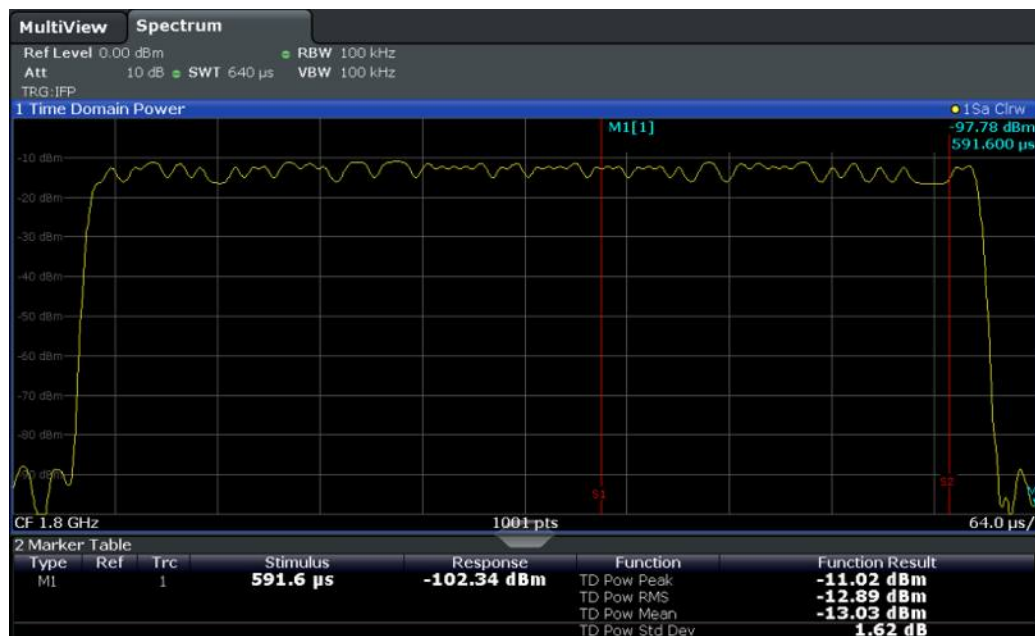 MultiView Spectrum
Ref Level 0.00 dBm RBW 100 kHz
Att 10 dB SWT 640 µs VBW 100 kHz
TRG:IFP
1 Time Domain Power 1Sa Clrw
M1[1] -97.78 dBm
591.600 µs
-10 dBm
-20 dBm
-30 dBm
-40 dBm
-50 dBm
-60 dBm
-70 dBm
-80 dBm
-90 dBm
S1 S2
CF 1.8 GHz 1001 pts 64.0 µs/
2 Marker Table
Type Ref Trc Stimulus Response Function Function Result
M1 1 591.6 µs -102.34 dBm TD Pow Peak -11.02 dBm
TD Pow RMS -12.89 dBm
TD Pow Mean -13.03 dBm
TD Pow Std Dev 1.62 dB